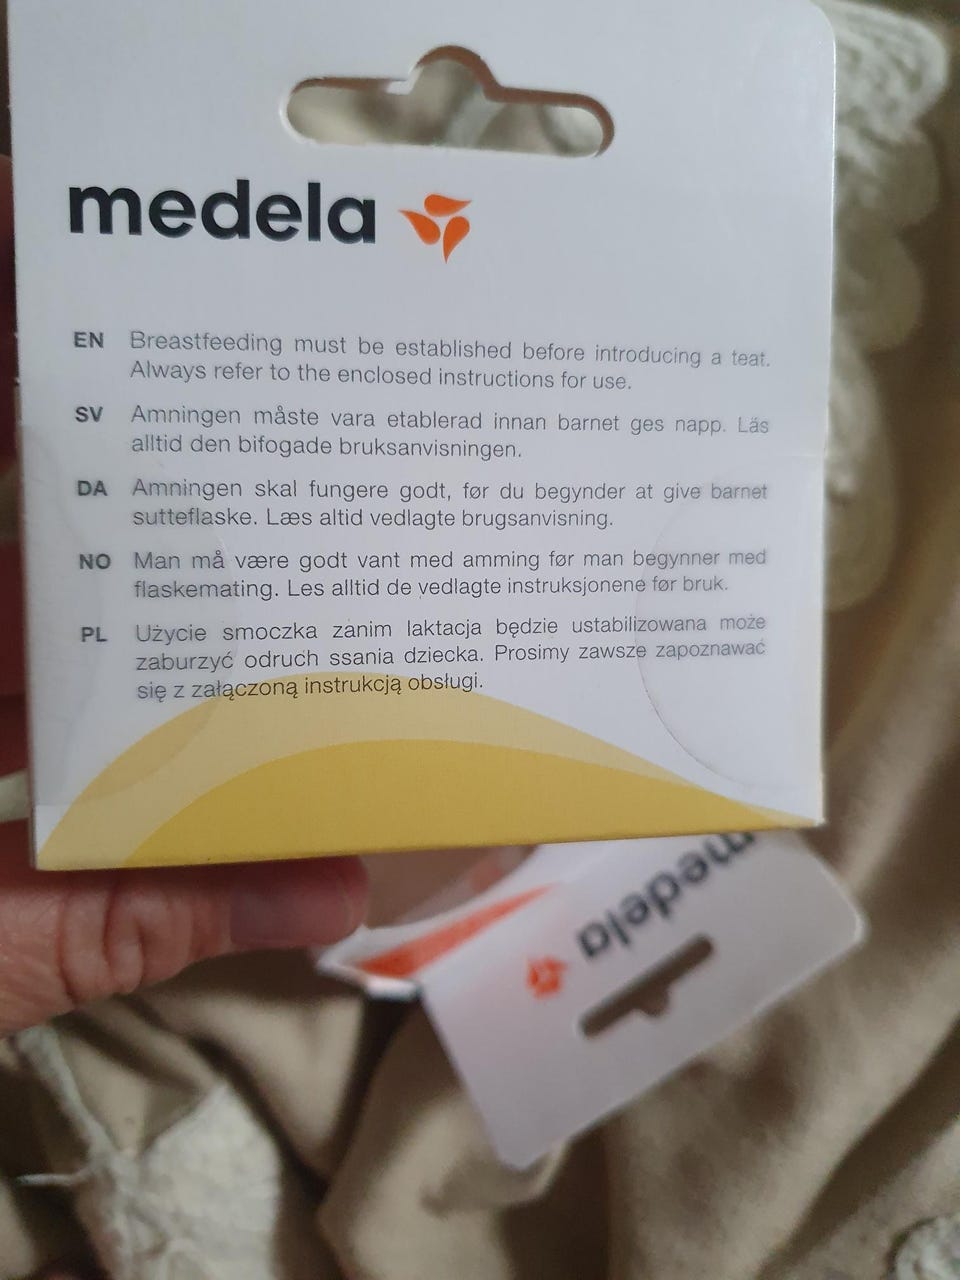 medela
EN Breastfeeding must be established before introducing a teat.
Always refer to the enclosed instructions for use.
SV Amningen måste vara etablerad innan barnet ges napp. Läs
alltid den bifogade bruksanvisningen.
DA Amningen skal fungere godt, før du begynder at give barnet
sutteflaske. Læs altid vedlagte brugsanvisning.
NO Man må være godt vant med amming før man begynner med
flaskemating. Les alltid de vedlagte instruksjonene før bruk.
PL Użycie smoczka zanim laktacja będzie ustabilizowana może
zaburzyć odruch ssania dziecka. Prosimy zawsze zapoznawać
się z załączoną instrukcją obsługi.
medela